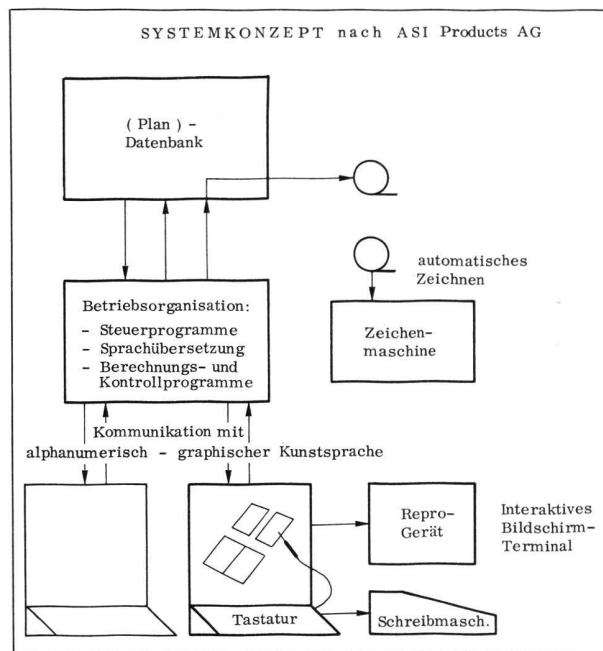 SYSTEMKONZEPT nach ASI Products AG
( Plan ) -
Datenbank
automatisches
Zeichnen
Betriebsorganisation:
- Steuerprogramme
- Sprachübersetzung
- Berechnungs- und
Kontrollprogramme
Zeichen-
maschine
Kommunikation mit
alphanumerisch - graphischer Kunstsprache
Repro-
Gerät
Interaktives
Bildschirm-
Terminal
Tastatur
Schreibmasch.